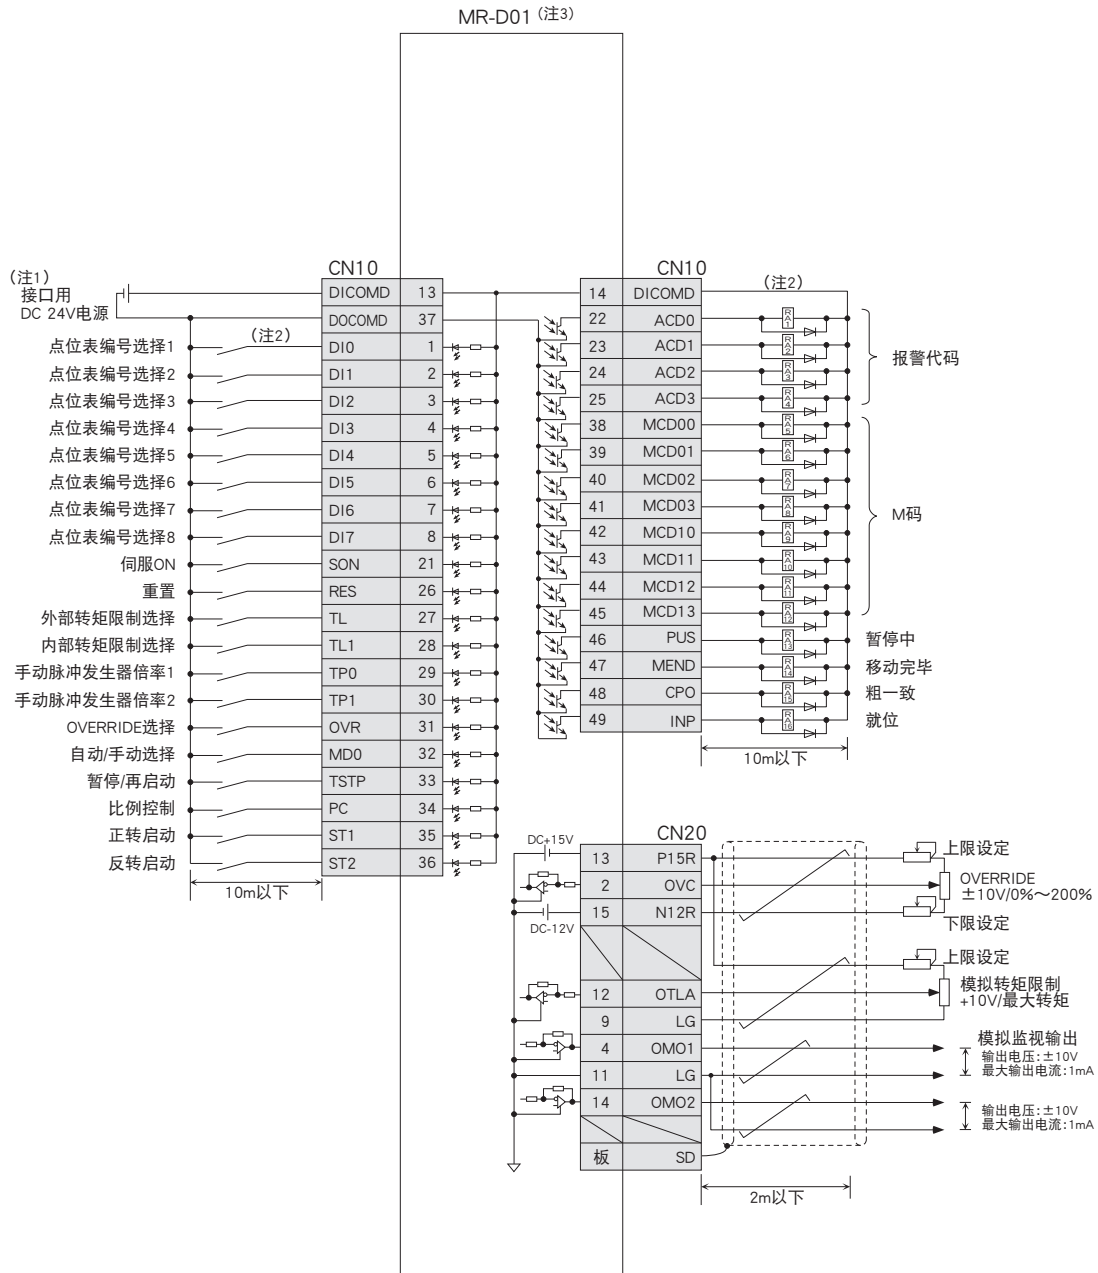 MR-D01 (注3)
CN10
(注1)
接口用
DC 24V电源
DICOMD 13
DOCOMD 37
(注2)
点位表编号选择1 DI0 1
点位表编号选择2 DI1 2
点位表编号选择3 DI2 3
点位表编号选择4 DI3 4
点位表编号选择5 DI4 5
点位表编号选择6 DI5 6
点位表编号选择7 DI6 7
点位表编号选择8 DI7 8
伺服ON SON 21
重置 RES 26
外部转矩限制选择 TL 27
内部转矩限制选择 TL1 28
手动脉冲发生器倍率1 TP0 29
手动脉冲发生器倍率2 TP1 30
OVERRIDE选择 OVR 31
自动/手动选择 MD0 32
暂停/再启动 TSTP 33
比例控制 PC 34
正转启动 ST1 35
反转启动 ST2 36
10m以下
CN10
(注2)
14 DICOMD
22 ACD0 RA1
23 ACD1 RA2
24 ACD2 RA3
25 ACD3 RA4
报警代码
38 MCD00 RA5
39 MCD01 RA6
40 MCD02 RA7
41 MCD03 RA8
42 MCD10 RA9
43 MCD11 RA10
44 MCD12 RA11
45 MCD13 RA12
M码
46 PUS RA13 暂停中
47 MEND RA14 移动完毕
48 CPO RA15 粗一致
49 INP RA16 就位
10m以下
CN20
DC+15V
13 P15R 上限设定
2 OVC OVERRIDE
±10V/0%～200%
15 N12R
DC-12V
下限设定
上限设定
12 OTLA 模拟转矩限制
+10V/最大转矩
9 LG
4 OMO1 模拟监视输出
输出电压:±10V
最大输出电流:1mA
11 LG
14 OMO2
输出电压:±10V
最大输出电流:1mA
板 SD
2m以下